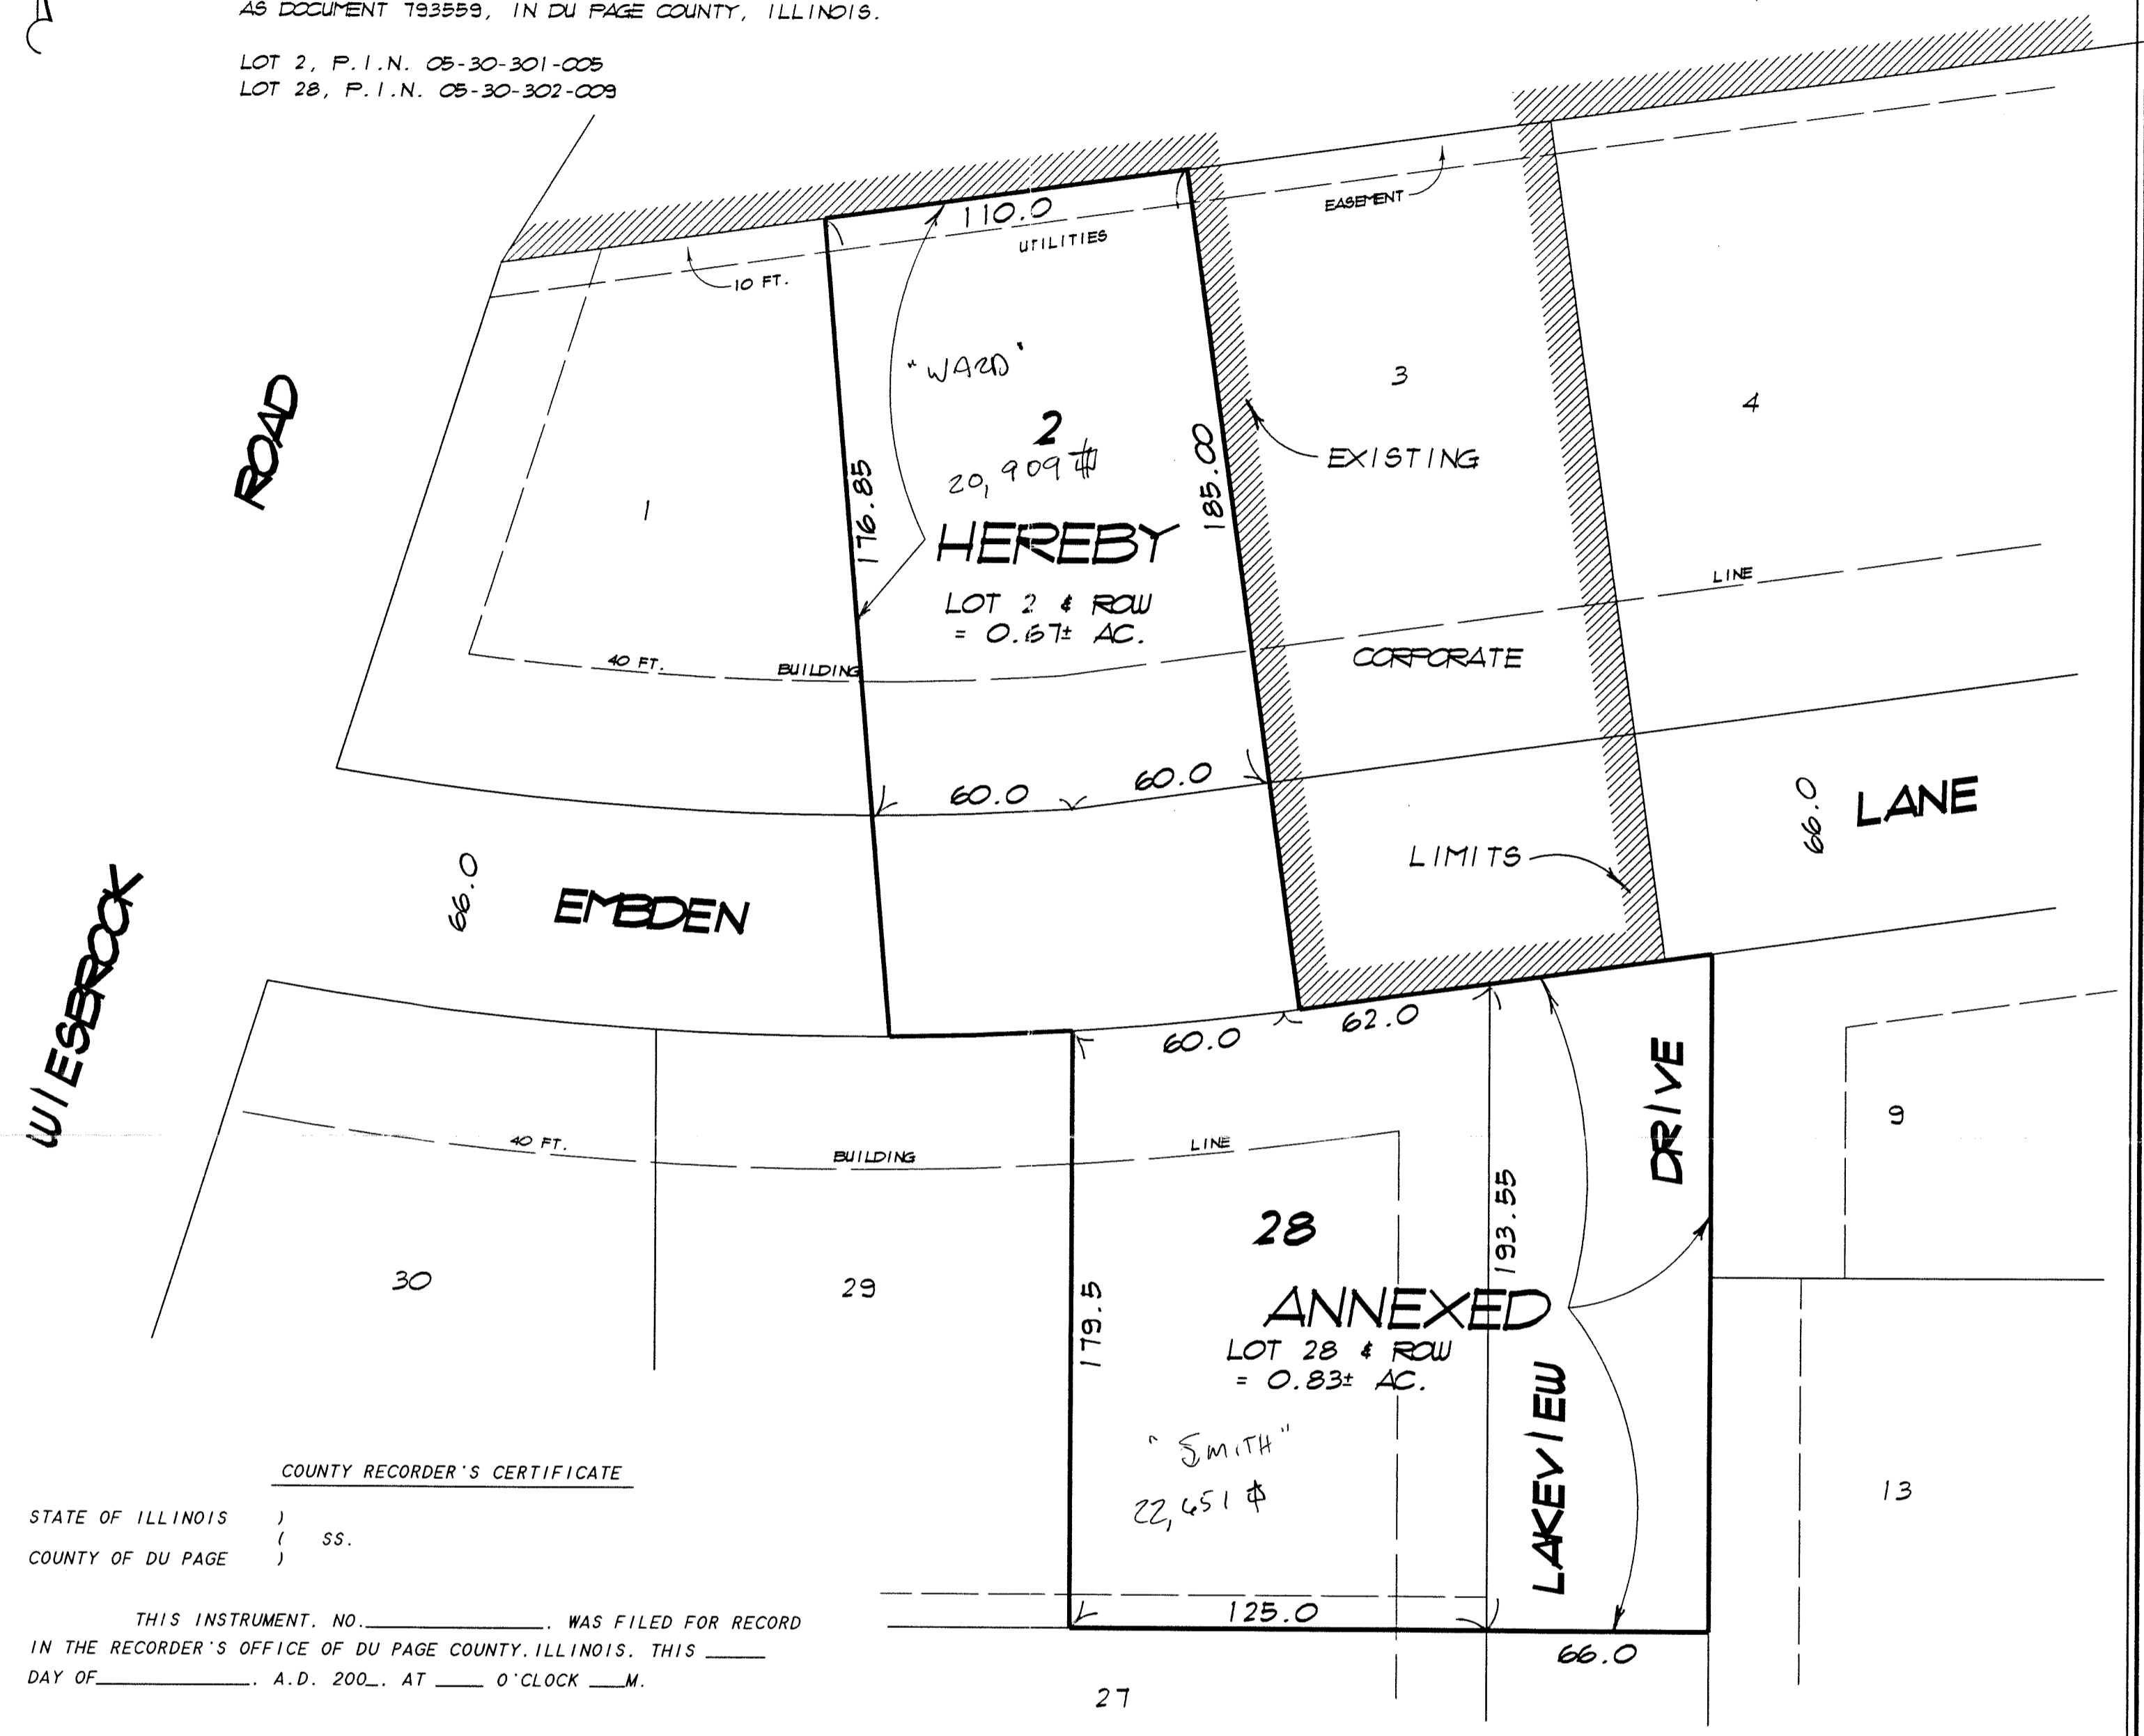 AS DOCUMENT 793559, IN DU PAGE COUNTY, ILLINOIS.
LOT 2, P.I.N. 05-30-301-005
LOT 28, P.I.N. 05-30-302-009
110.0
UTILITIES
EASEMENT
10 FT.
"WARD"
3
4
ROAD
2
EXISTING
20,909
176.85
185.00
1
HEREBY
LOT 2 & ROW
= 0.67± AC.
LINE
40 FT.
BUILDING
CORPORATE
60.0
60.0
66.0
LANE
LIMITS
66.0
EMBDEN
WIESBROOK
60.0
62.0
DRIVE
9
40 FT.
BUILDING
LINE
193.55
28
30
29
179.5
ANNEXED
LOT 28 & ROW
= 0.83± AC.
"SMITH"
22,651
LAKEVIEW
13
COUNTY RECORDER'S CERTIFICATE
STATE OF ILLINOIS )
( SS.
COUNTY OF DU PAGE )
125.0
66.0
THIS INSTRUMENT. NO.__________. WAS FILED FOR RECORD
IN THE RECORDER'S OFFICE OF DU PAGE COUNTY.ILLINOIS. THIS _____
DAY OF__________. A.D. 200_. AT ____ O'CLOCK ___M.
27